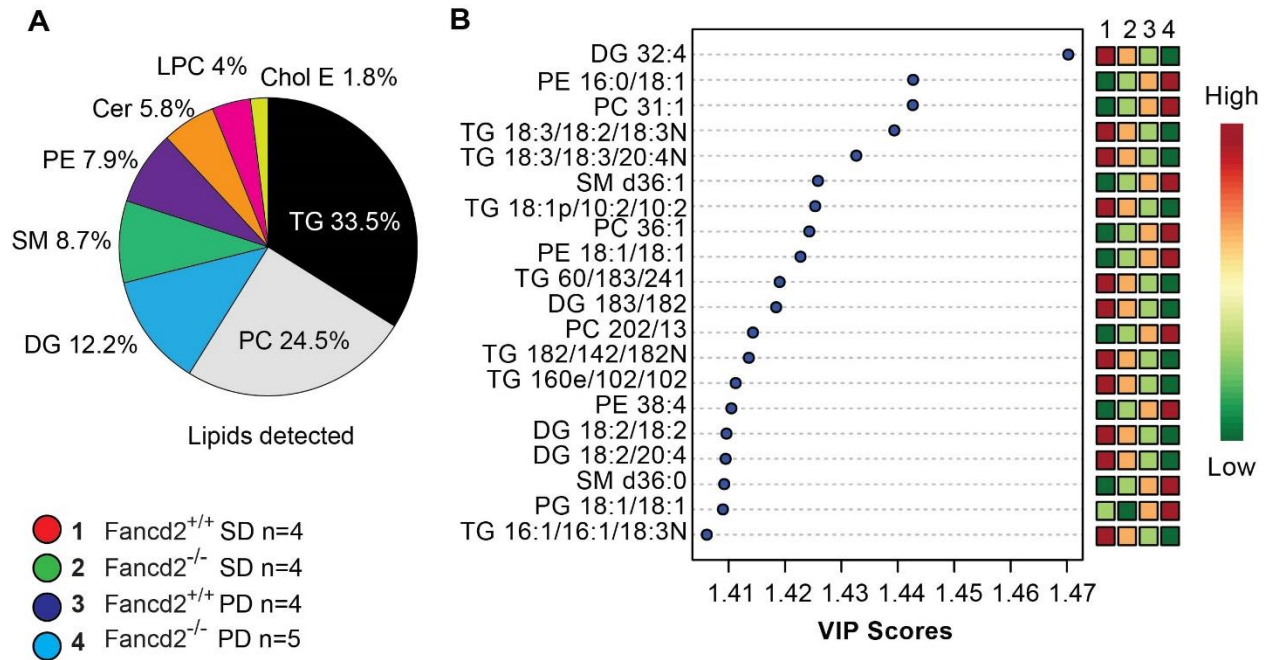 A
LPC 4%
Chol E 1.8%
Cer 5.8%
PE 7.9%
TG 33.5%
SM 8.7%
PC 24.5%
DG 12.2%
Lipids detected
1 Fancd2+/+ SD n=4
2 Fancd2-/- SD n=4
3 Fancd2+/+ PD n=4
4 Fancd2-/- PD n=5
B
1 2 3 4
DG 32:4
PE 16:0/18:1
PC 31:1
TG 18:3/18:2/18:3N
TG 18:3/18:3/20:4N
SM d36:1
TG 18:1p/10:2/10:2
PC 36:1
PE 18:1/18:1
TG 60/183/241
DG 183/182
PC 202/13
TG 182/142/182N
TG 160e/102/102
PE 38:4
DG 18:2/18:2
DG 18:2/20:4
SM d36:0
PG 18:1/18:1
TG 16:1/16:1/18:3N
1.41 1.42 1.43 1.44 1.45 1.46 1.47
VIP Scores
High
Low